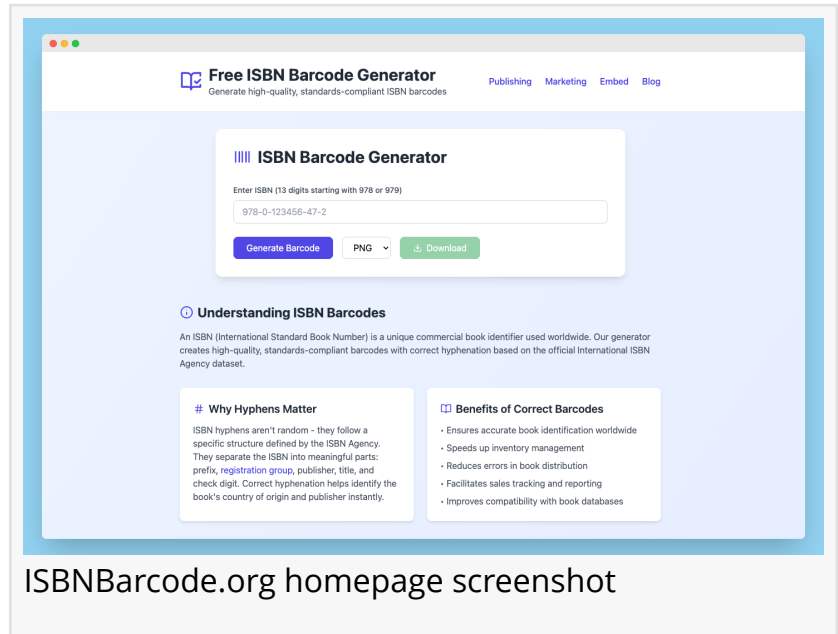 Free ISBN Barcode Generator
Generate high-quality, standards-compliant ISBN barcodes
Publishing Marketing Embed Blog
ISBN Barcode Generator
Enter ISBN (13 digits starting with 978 or 979)
978-0-123456-47-2
Generate Barcode PNG Download
Understanding ISBN Barcodes
An ISBN (International Standard Book Number) is a unique commercial book identifier used worldwide. Our generator
creates high-quality, standards-compliant barcodes with correct hyphenation based on the official International ISBN
Agency dataset.
# Why Hyphens Matter
ISBN hyphens aren't random - they follow a
specific structure defined by the ISBN Agency.
They separate the ISBN into meaningful parts:
prefix, registration group, publisher, title, and
check digit. Correct hyphenation helps identify the
book's country of origin and publisher instantly.
Benefits of Correct Barcodes
• Ensures accurate book identification worldwide
• Speeds up inventory management
• Reduces errors in book distribution
• Facilitates sales tracking and reporting
• Improves compatibility with book databases
ISBNBarcode.org homepage screenshot